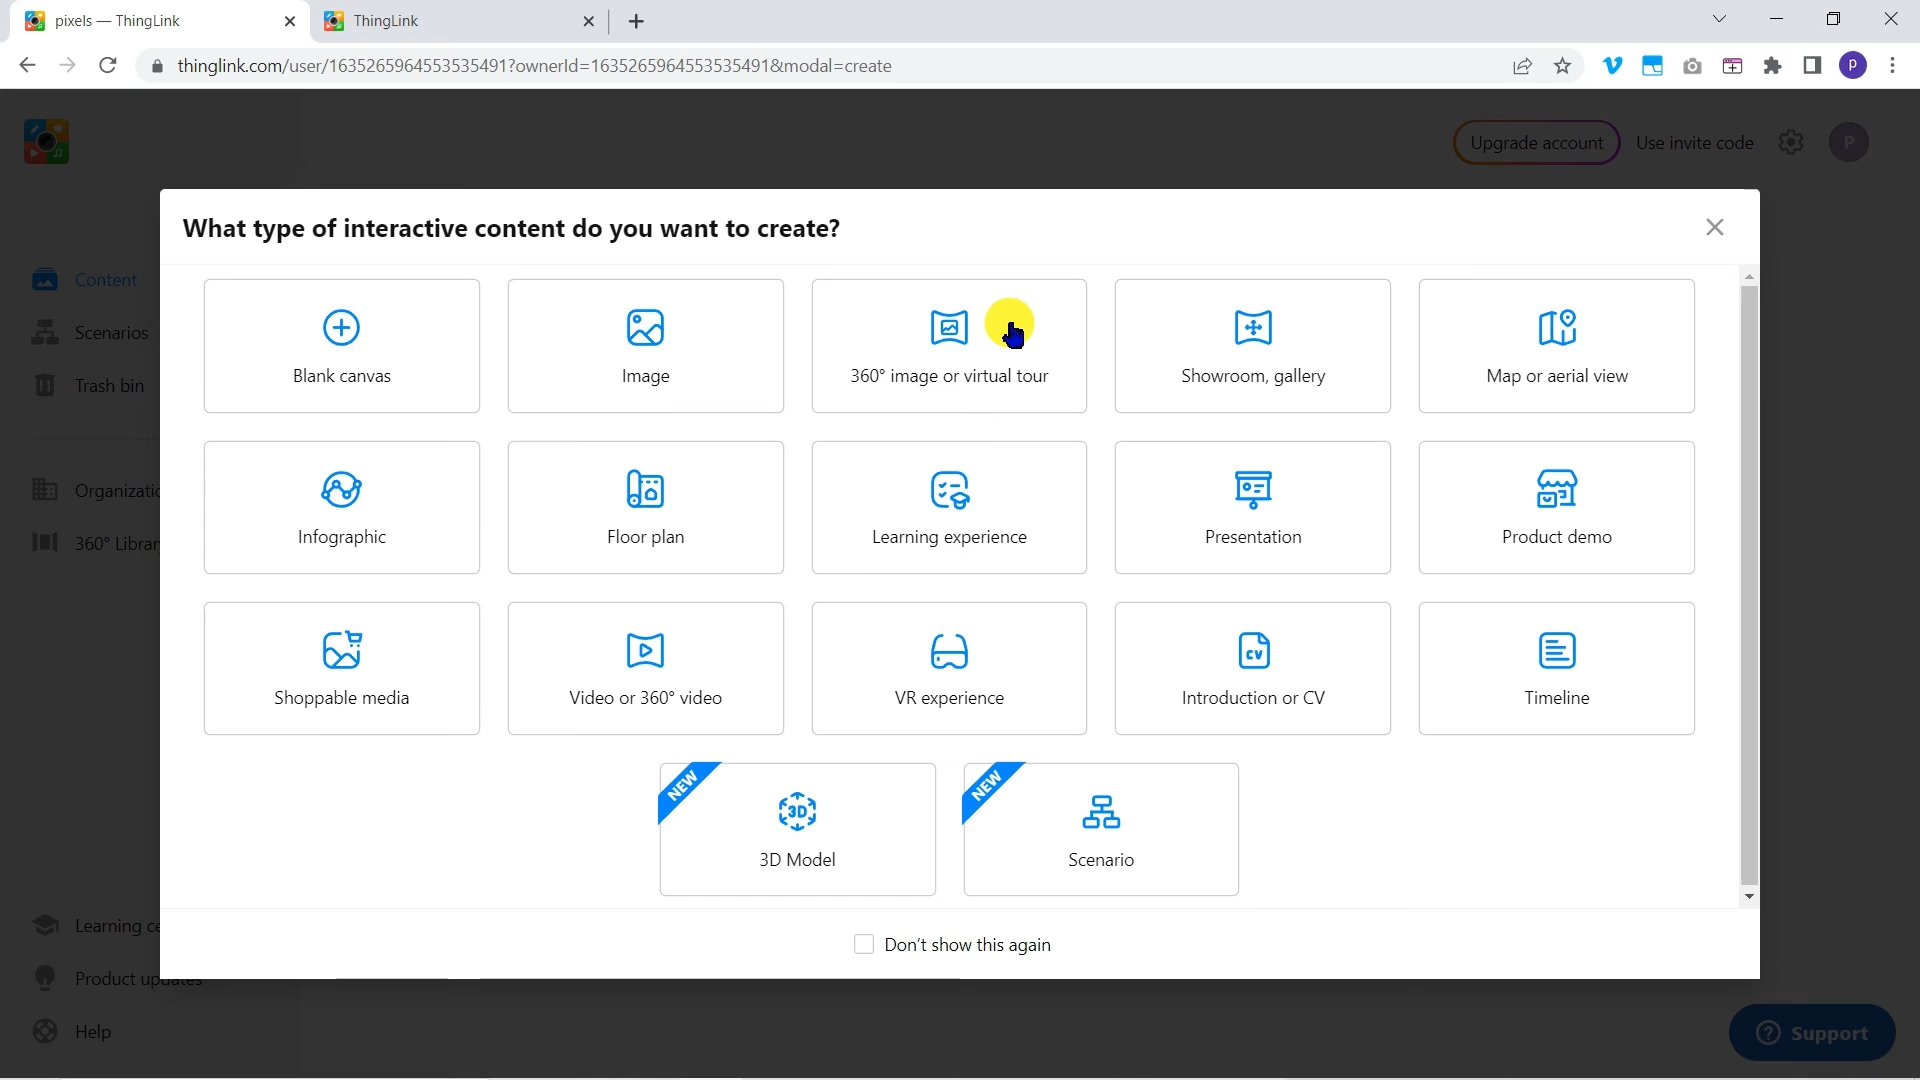 pixels — ThingLink
ThingLink
thinglink.com/user/1635265964553535491?ownerId=1635265964553535491&modal=create
P
Upgrade account
Use invite code
P
What type of interactive content do you want to create?
Content
Scenarios
Trash bin
Organizatio
360° Librar
Learning ce
Product updates
Help
Blank canvas
Image
360° image or virtual tour
Showroom, gallery
Map or aerial view
Infographic
Floor plan
Learning experience
Presentation
Product demo
Shoppable media
Video or 360° video
VR experience
CV
Introduction or CV
Timeline
NEW
3D
3D Model
NEW
Scenario
Don't show this again
Support